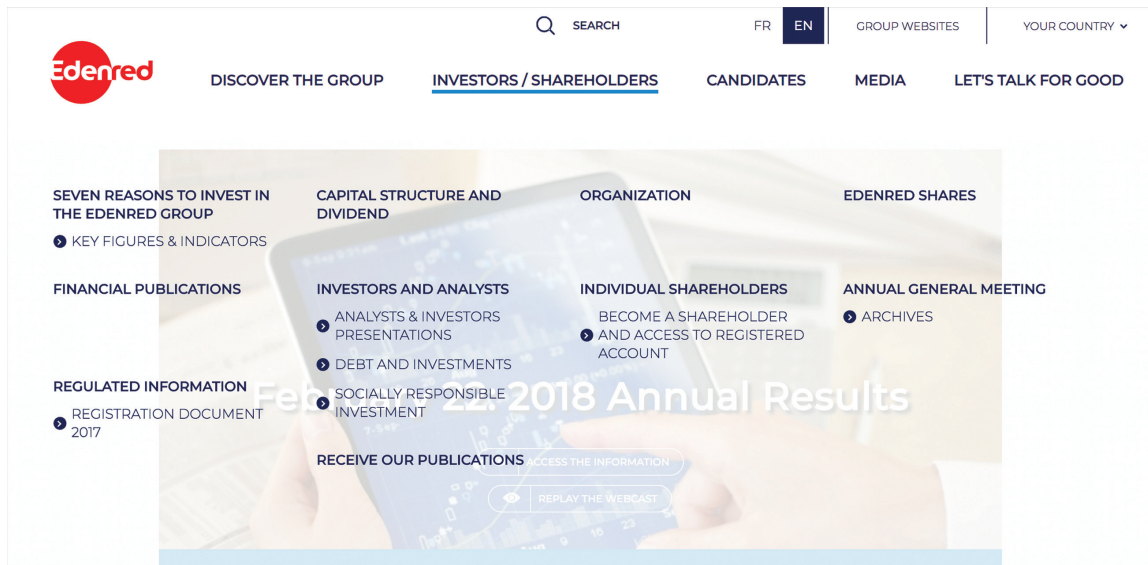 SEARCH
FR
EN
GROUP WEBSITES
YOUR COUNTRY
Edenred
DISCOVER THE GROUP
INVESTORS / SHAREHOLDERS
CANDIDATES
MEDIA
LET'S TALK FOR GOOD
SEVEN REASONS TO INVEST IN
THE EDENRED GROUP
KEY FIGURES & INDICATORS
CAPITAL STRUCTURE AND
DIVIDEND
ORGANIZATION
EDENRED SHARES
FINANCIAL PUBLICATIONS
INVESTORS AND ANALYSTS
ANALYSTS & INVESTORS
PRESENTATIONS
DEBT AND INVESTMENTS
SOCIALLY RESPONSIBLE
INVESTMENT
INDIVIDUAL SHAREHOLDERS
BECOME A SHAREHOLDER
AND ACCESS TO REGISTERED
ACCOUNT
ANNUAL GENERAL MEETING
ARCHIVES
REGULATED INFORMATION
REGISTRATION DOCUMENT
2017
RECEIVE OUR PUBLICATIONS
February 22. 2018 Annual Results
ACCESS THE INFORMATION
REPLAY THE WEBCAST